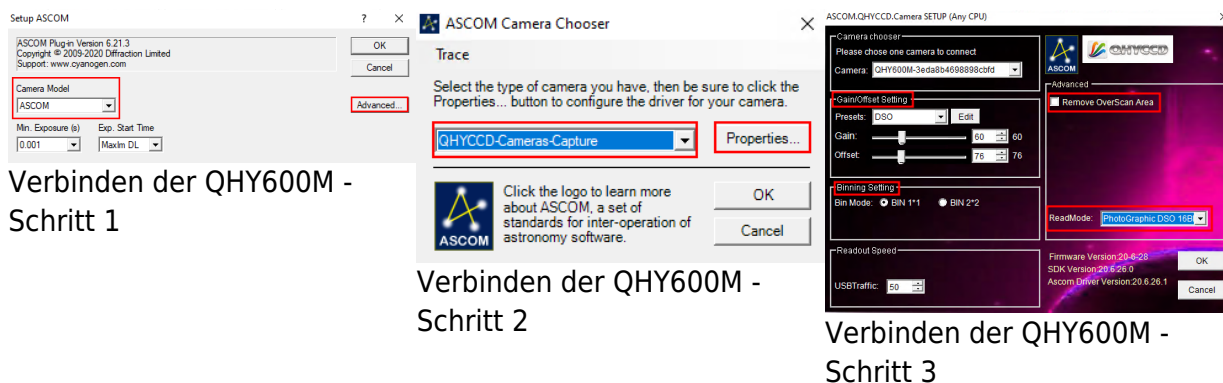 Setup ASCOM
? ×
ASCOM Plug-in Version 6.21.3
Copyright © 2009-2020 Diffraction Limited
Support: www.cyanogen.com
OK
Cancel
Camera Model
ASCOM
Advanced...
Min. Exposure (s) Exp. Start Time
0.001 MaxIm DL
Verbinden der QHY600M -
Schritt 1
ASCOM Camera Chooser
×
Trace
Select the type of camera you have, then be sure to click the
Properties... button to configure the driver for your camera.
QHYCCD-Cameras-Capture
Properties...
ASCOM
Click the logo to learn more
about ASCOM, a set of
standards for inter-operation of
astronomy software.
OK
Cancel
Verbinden der QHY600M -
Schritt 2
ASCOM.QHYCCD.Camera SETUP (Any CPU)
Camera chooser
Please chose one camera to connect
Camera: QHY600M-3eda8b4698898cbfd
Gain/Offset Setting
Presets: DSO Edit
Gain: 60 60
Offset: 76 76
Binning Setting
Bin Mode: BIN 1*1 BIN 2*2
Readout Speed
USBTraffic: 50
ASCOM
QHYCCD
Advanced
Remove OverScan Area
ReadMode: PhotoGraphic DSO 16BI
Firmware Version:20-6-28
SDK Version:20.6.26.0
Ascom Driver Version:20.6.26.1
OK
Cancel
Verbinden der QHY600M -
Schritt 3